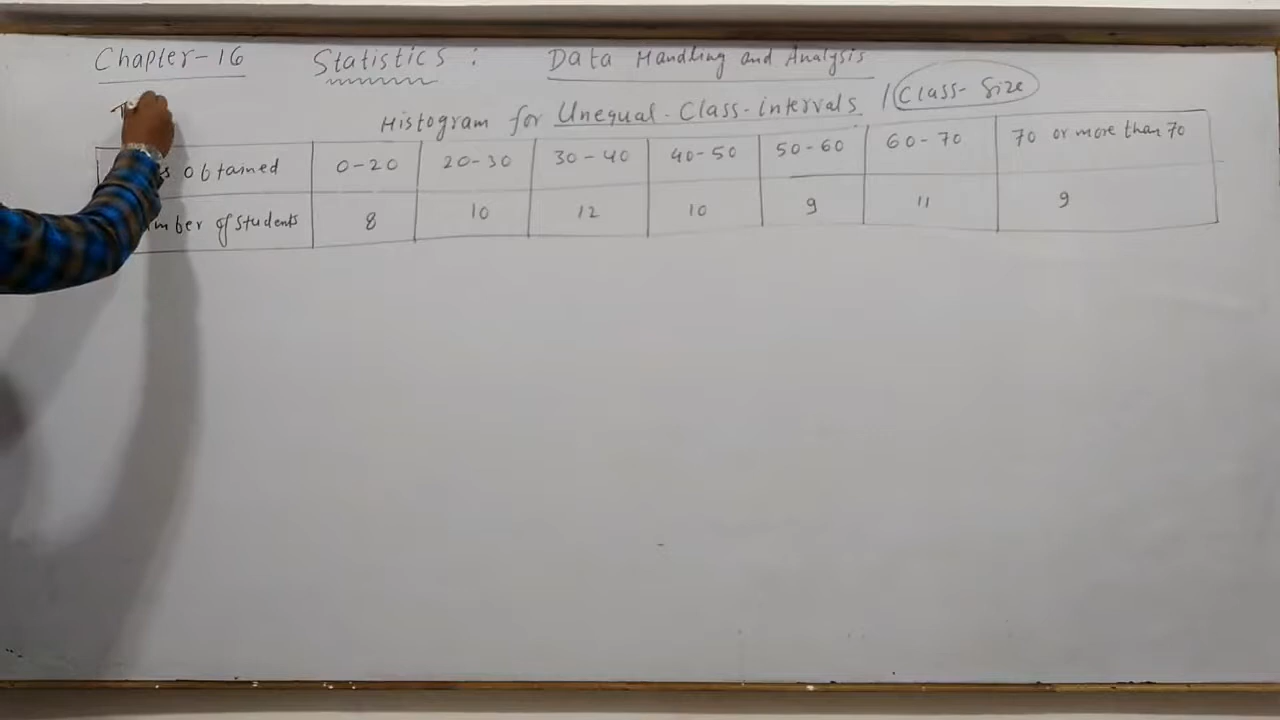 Chapter-16 Statistics : Data Handling and Analysis
Histogram for Unequal-Class-intervals / Class-Size
obtained 0-20 20-30 30-40 40-50 50-60 60-70 70 or more than 70
of students 8 10 12 10 9 11 9